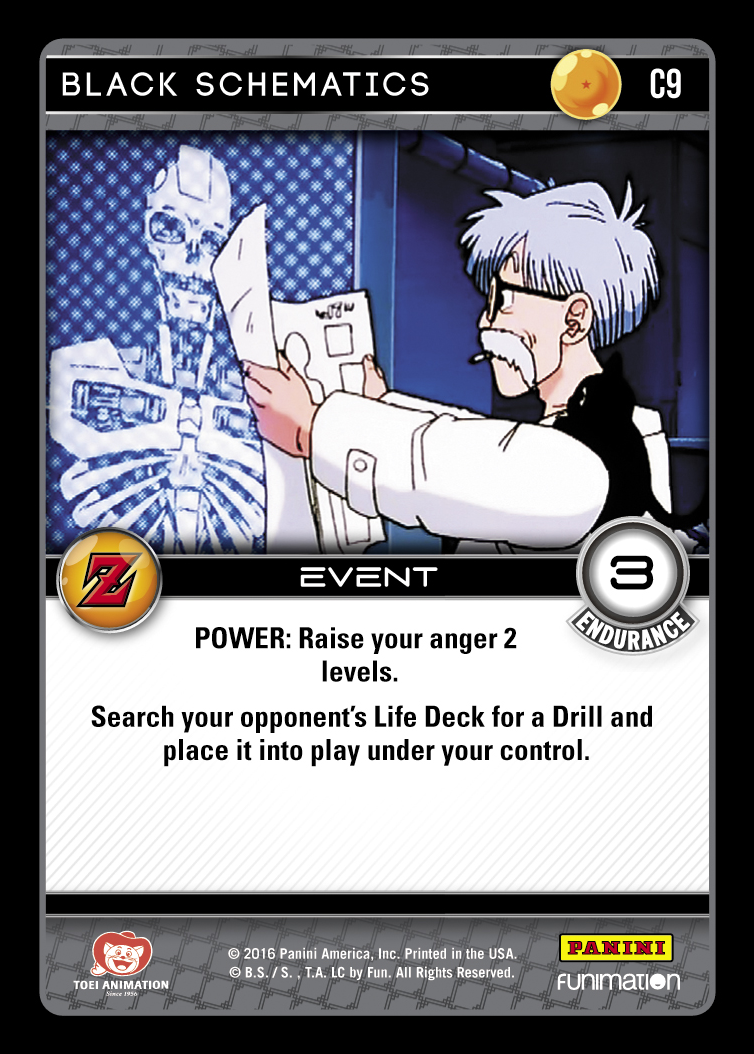 BLACK SCHEMATICS
C9
Z
EVENT
3
ENDURANCE
POWER: Raise your anger 2
levels.
Search your opponent's Life Deck for a Drill and
place it into play under your control.
TOEI ANIMATION
Since 1956
© 2016 Panini America, Inc. Printed in the USA.
© B.S. / S. , T.A. LC by Fun. All Rights Reserved.
PANINI
FUNIMATION